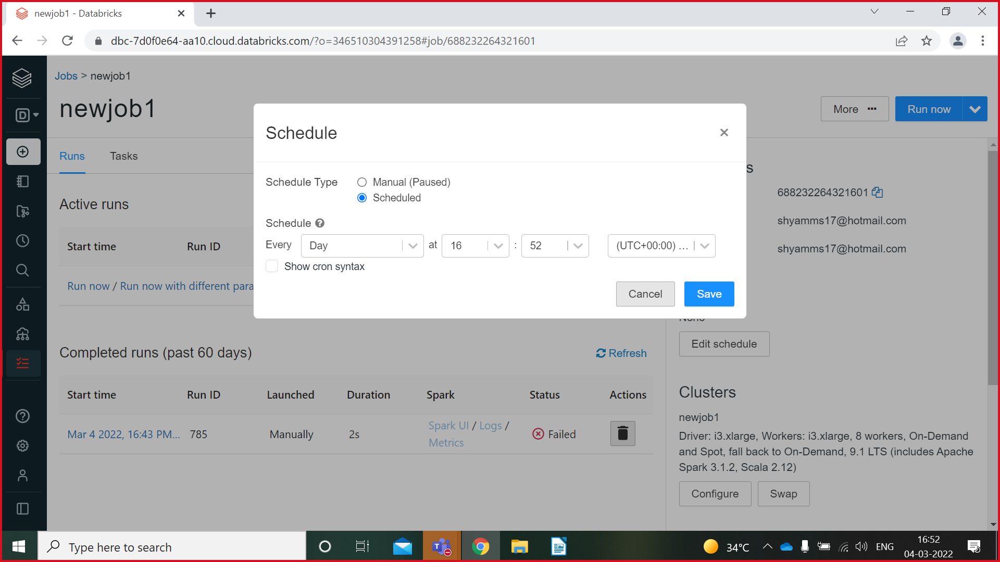 newjob1 - Databricks
dbc-7d0f0e64-aa10.cloud.databricks.com/?o=346510304391258#job/688232264321601
Jobs > newjob1
newjob1
More ... Run now
D
Runs Tasks
Active runs
Start time Run ID
Run now / Run now with different para
Schedule
Schedule Type Manual (Paused)
Scheduled
Schedule ?
Every Day at 16 : 52 (UTC+00:00) ...
Show cron syntax
Cancel Save
s
688232264321601
shyamms17@hotmail.com
shyamms17@hotmail.com
None
Edit schedule
Completed runs (past 60 days) Refresh
Start time Run ID Launched Duration Spark Status Actions
Mar 4 2022, 16:43 PM... 785 Manually 2s Spark UI / Logs / Failed
Metrics
Clusters
newjob1
Driver: i3.xlarge, Workers: i3.xlarge, 8 workers, On-Demand
and Spot, fall back to On-Demand, 9.1 LTS (includes Apache
Spark 3.1.2, Scala 2.12)
Configure Swap
Type here to search
34°C ENG 16:52
04-03-2022